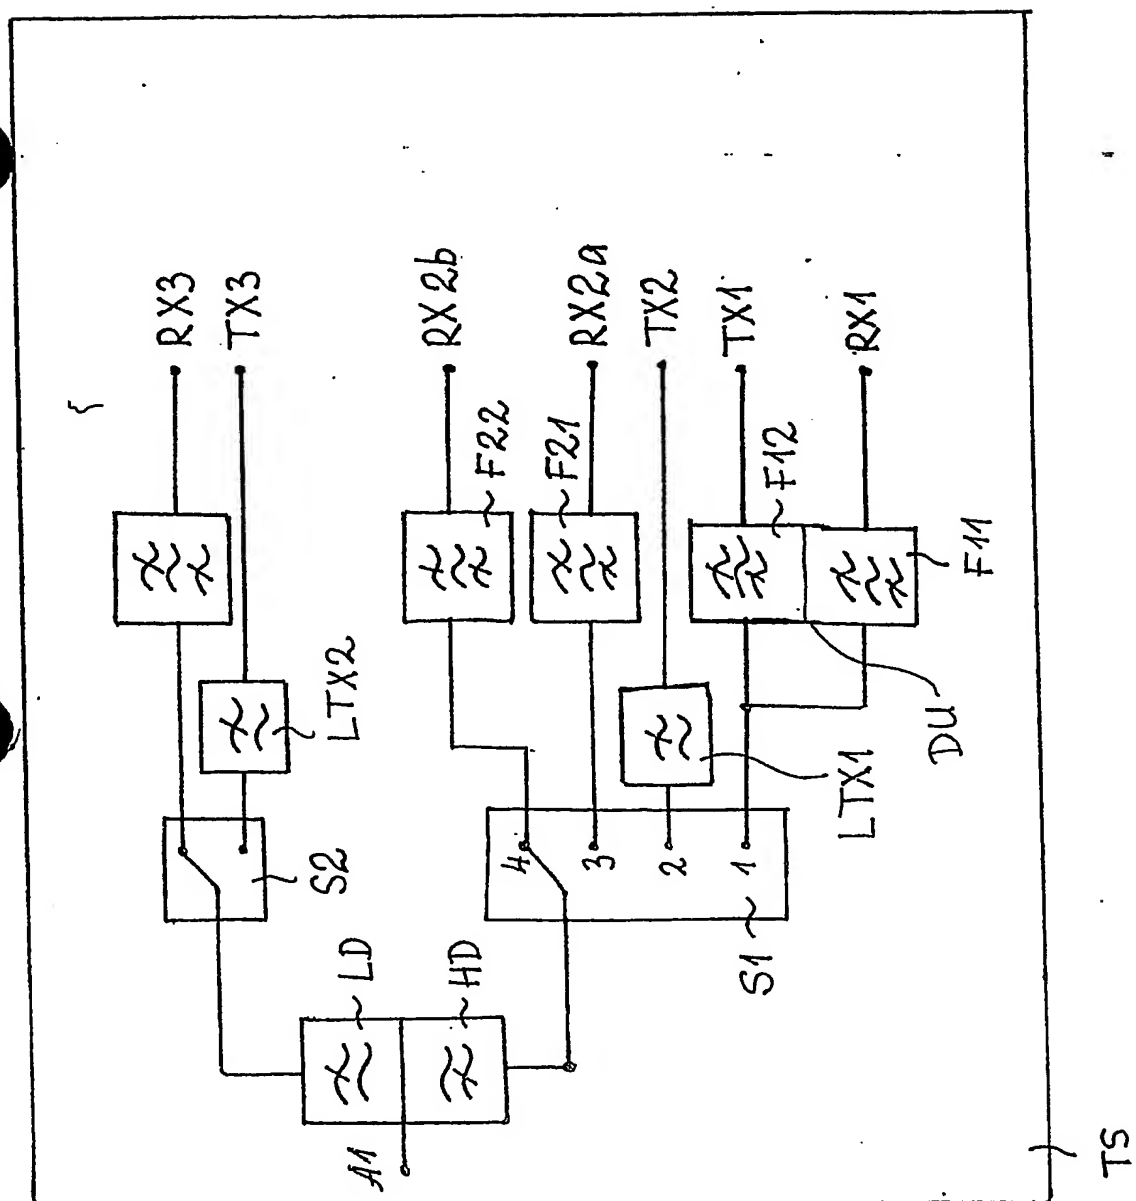 RX3
TX3
RX2b
RX2a
TX2
TX1
RX1
F22
F21
F12
F11
LTX2
LTX1
DU
S2
4
3
2
1
S1
LD
HD
A1
TS